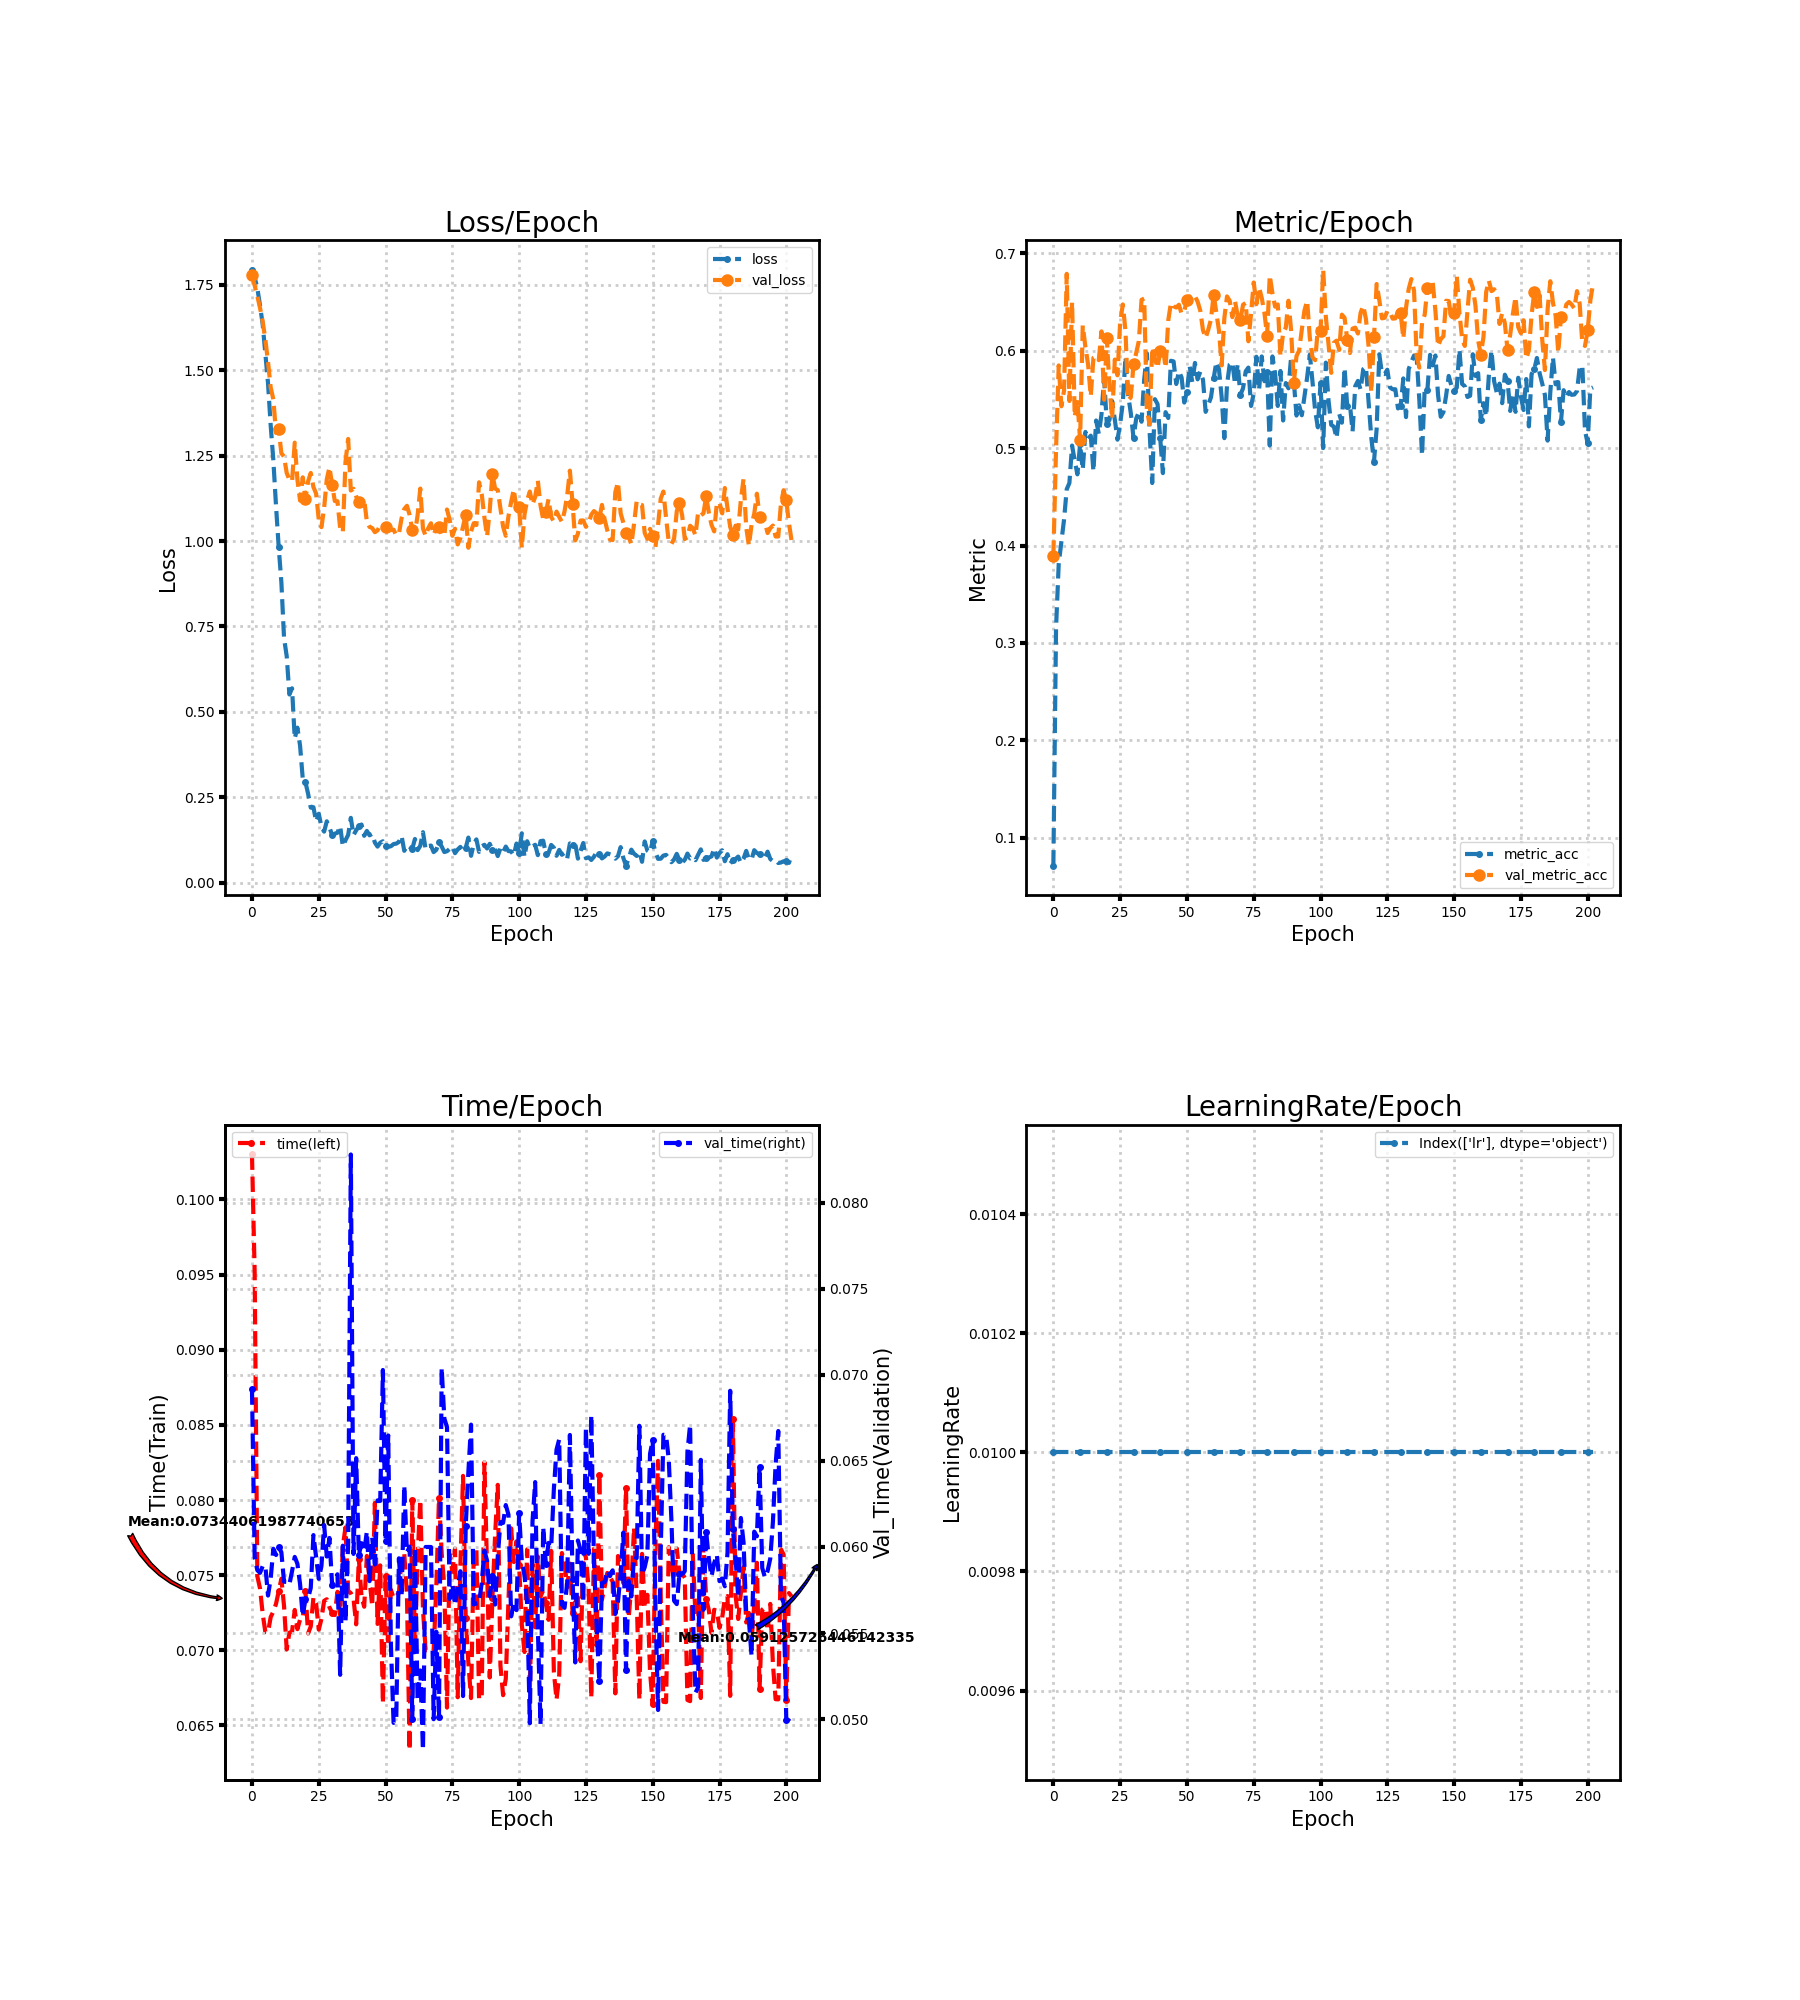 Loss/Epoch
loss
val_loss
1.75
1.50
1.25
1.00
0.75
0.50
0.25
0.00
Loss
0 25 50 75 100 125 150 175 200
Epoch
Metric/Epoch
0.7
0.6
0.5
0.4
0.3
0.2
0.1
Metric
metric_acc
val_metric_acc
0 25 50 75 100 125 150 175 200
Epoch
Time/Epoch
time(left)
val_time(right)
0.100
0.095
0.090
0.085
0.080
0.075
0.070
0.065
Time(Train)
0.080
0.075
0.070
0.065
0.060
0.055
0.050
Val_Time(Validation)
0 25 50 75 100 125 150 175 200
Epoch
LearningRate/Epoch
Index(['lr'], dtype='object')
0.0104
0.0102
0.0100
0.0098
0.0096
LearningRate
0 25 50 75 100 125 150 175 200
Epoch